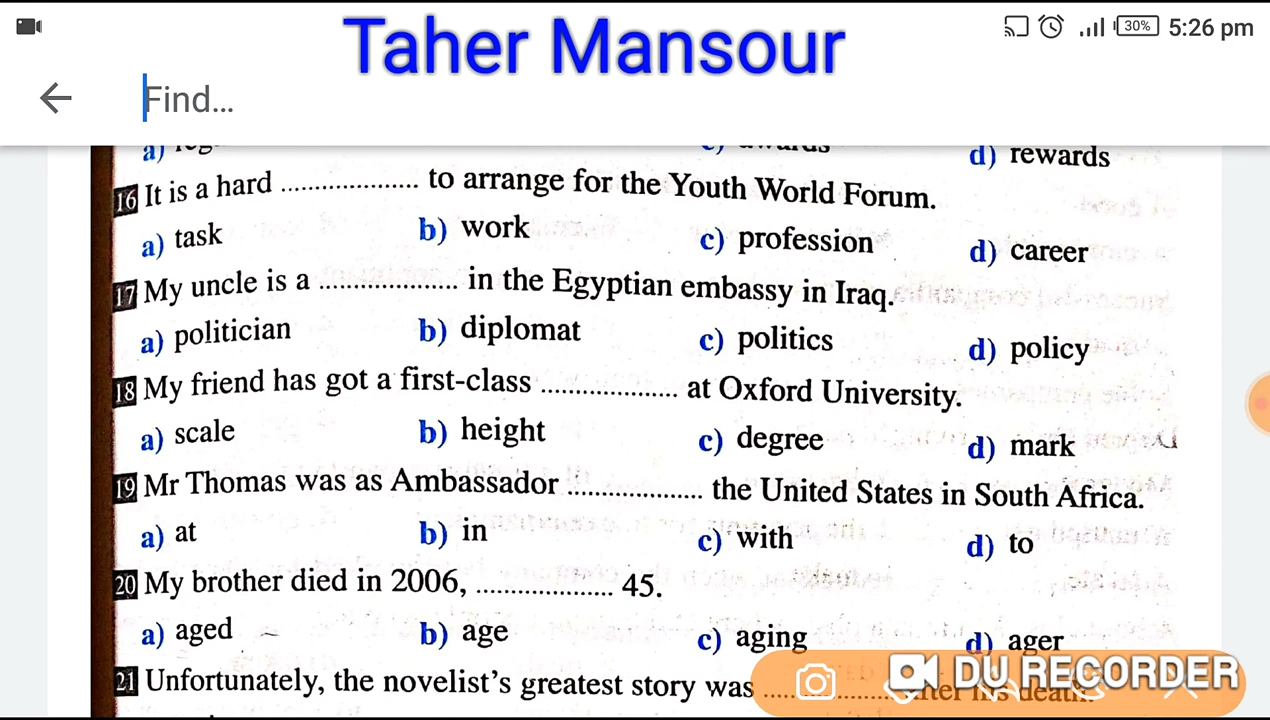 Taher Mansour
30% 5:26 pm
Find...
a) c) d) rewards
16 It is a hard .................. to arrange for the Youth World Forum.
a) task b) work c) profession d) career
17 My uncle is a .................. in the Egyptian embassy in Iraq.
a) politician b) diplomat c) politics d) policy
18 My friend has got a first-class .................. at Oxford University.
a) scale b) height c) degree d) mark
19 Mr Thomas was as Ambassador .................. the United States in South Africa.
a) at b) in c) with d) to
20 My brother died in 2006, .................. 45.
a) aged b) age c) aging d) ager
21 Unfortunately, the novelist's greatest story was .................. after his death.
DU RECORDER